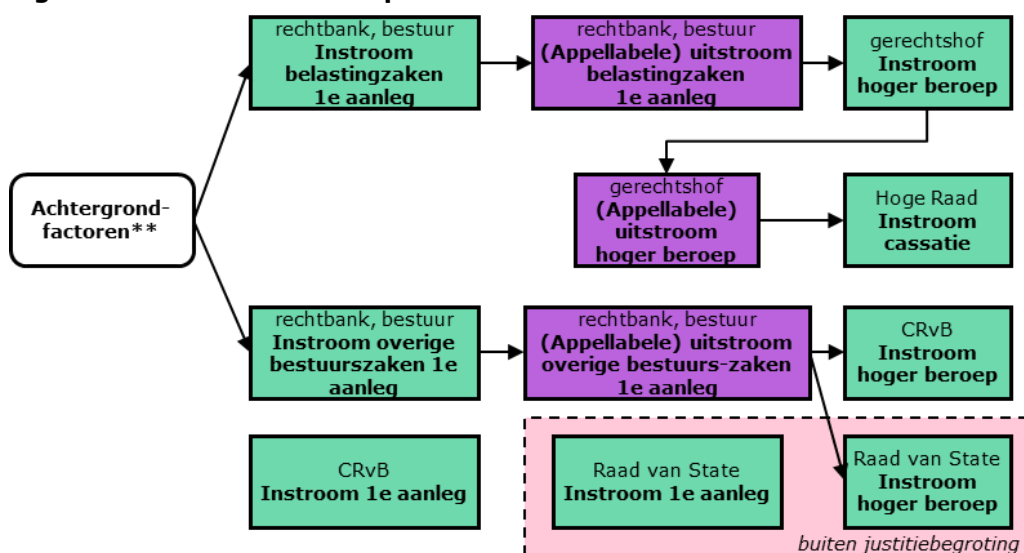 rechtbank, bestuur
Instroom
belastingzaken
1e aanleg
rechtbank, bestuur
(Appellabele) uitstroom
belastingzaken
1e aanleg
gerechtshof
Instroom
hoger beroep
Achtergrond-
factoren**
gerechtshof
(Appellabele)
uitstroom
hoger beroep
Hoge Raad
Instroom
cassatie
rechtbank, bestuur
Instroom overige
bestuurszaken 1e
aanleg
rechtbank, bestuur
(Appellabele) uitstroom
overige bestuurs-zaken
1e aanleg
CRvB
Instroom
hoger beroep
CRvB
Instroom 1e aanleg
Raad van State
Instroom 1e aanleg
Raad van State
Instroom
hoger beroep
buiten justitiebegroting